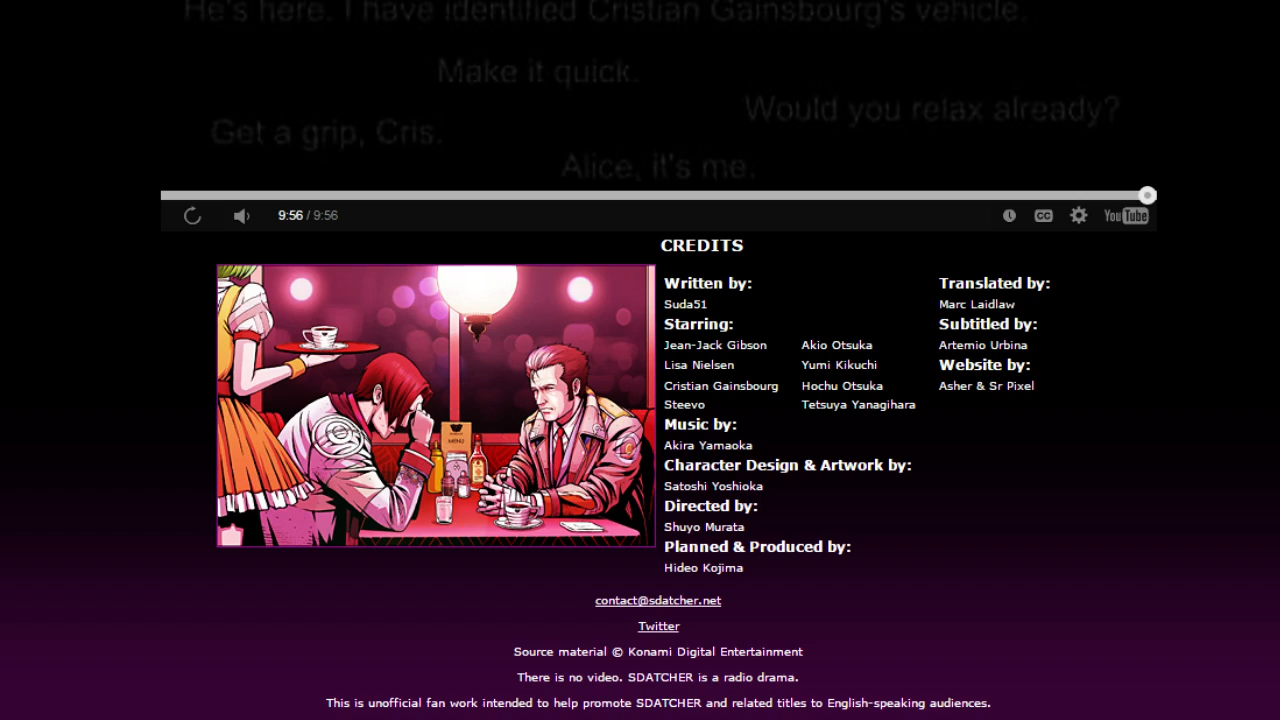 He's here. I have identified Cristian Gainsbourg's vehicle.
Make it quick.
Would you relax already?
Get a grip, Cris.
Alice, it's me.
9:56 / 9:56
CC
YouTube
CREDITS
Written by:
Suda51
Starring:
Jean-Jack Gibson Akio Otsuka
Lisa Nielsen Yumi Kikuchi
Cristian Gainsbourg Hochu Otsuka
Steevo Tetsuya Yanagihara
Music by:
Akira Yamaoka
Character Design & Artwork by:
Satoshi Yoshioka
Directed by:
Shuyo Murata
Planned & Produced by:
Hideo Kojima
Translated by:
Marc Laidlaw
Subtitled by:
Artemio Urbina
Website by:
Asher & Sr Pixel
MENU
contact@sdatcher.net
Twitter
Source material © Konami Digital Entertainment
There is no video. SDATCHER is a radio drama.
This is unofficial fan work intended to help promote SDATCHER and related titles to English-speaking audiences.